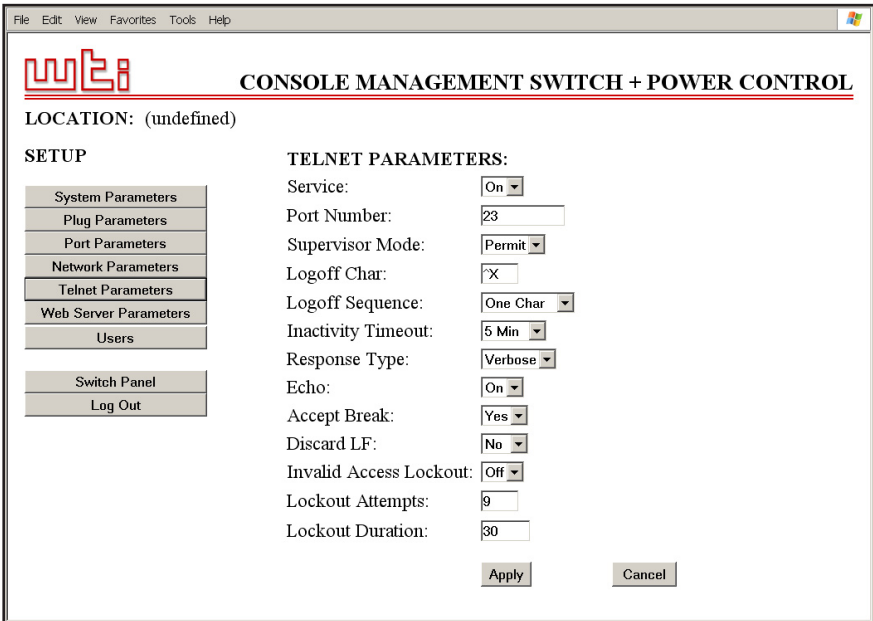 File Edit View Favorites Tools Help
wti
CONSOLE MANAGEMENT SWITCH + POWER CONTROL
LOCATION: (undefined)
SETUP
System Parameters
Plug Parameters
Port Parameters
Network Parameters
Telnet Parameters
Web Server Parameters
Users
Switch Panel
Log Out
TELNET PARAMETERS:
Service: On
Port Number: 23
Supervisor Mode: Permit
Logoff Char: ^X
Logoff Sequence: One Char
Inactivity Timeout: 5 Min
Response Type: Verbose
Echo: On
Accept Break: Yes
Discard LF: No
Invalid Access Lockout: Off
Lockout Attempts: 9
Lockout Duration: 30
Apply Cancel